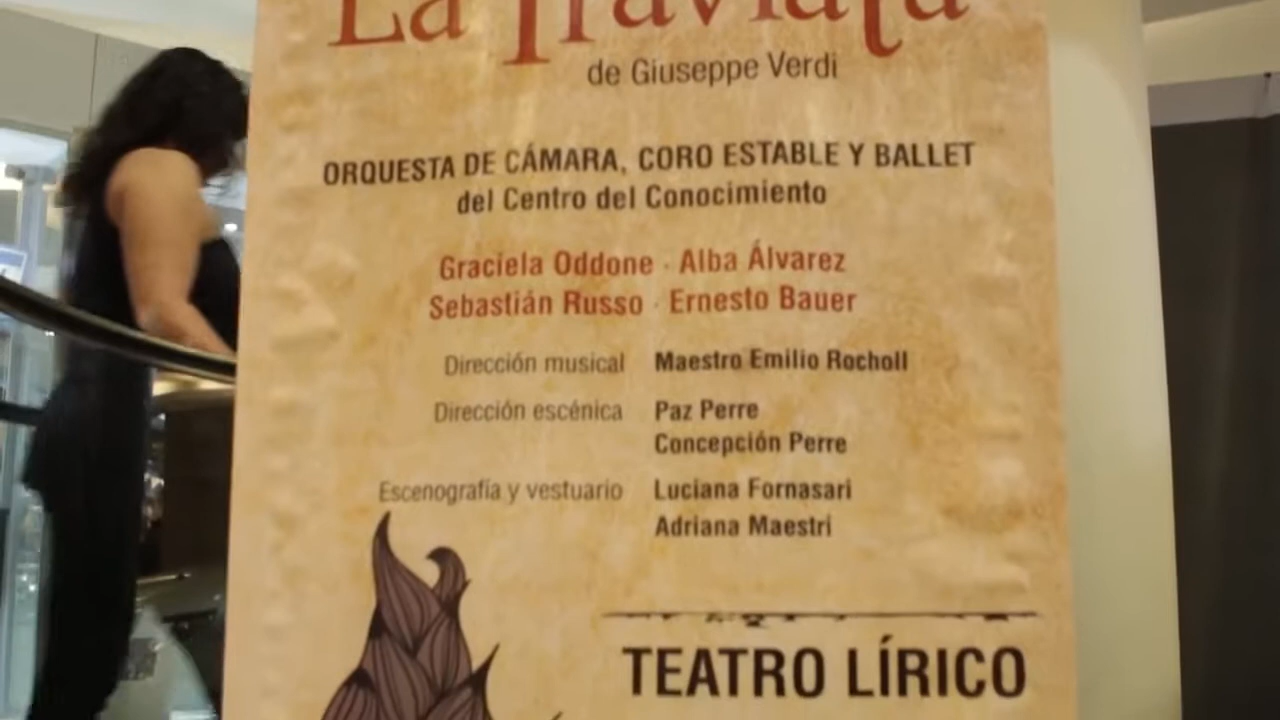 La Traviata
de Giuseppe Verdi
ORQUESTA DE CÁMARA, CORO ESTABLE Y BALLET
del Centro del Conocimiento
Graciela Oddone · Alba Álvarez
Sebastián Russo · Ernesto Bauer
Dirección musical Maestro Emilio Rocholl
Dirección escénica Paz Perre
Concepción Perre
Escenografía y vestuario Luciana Fornasari
Adriana Maestri
TEATRO LÍRICO